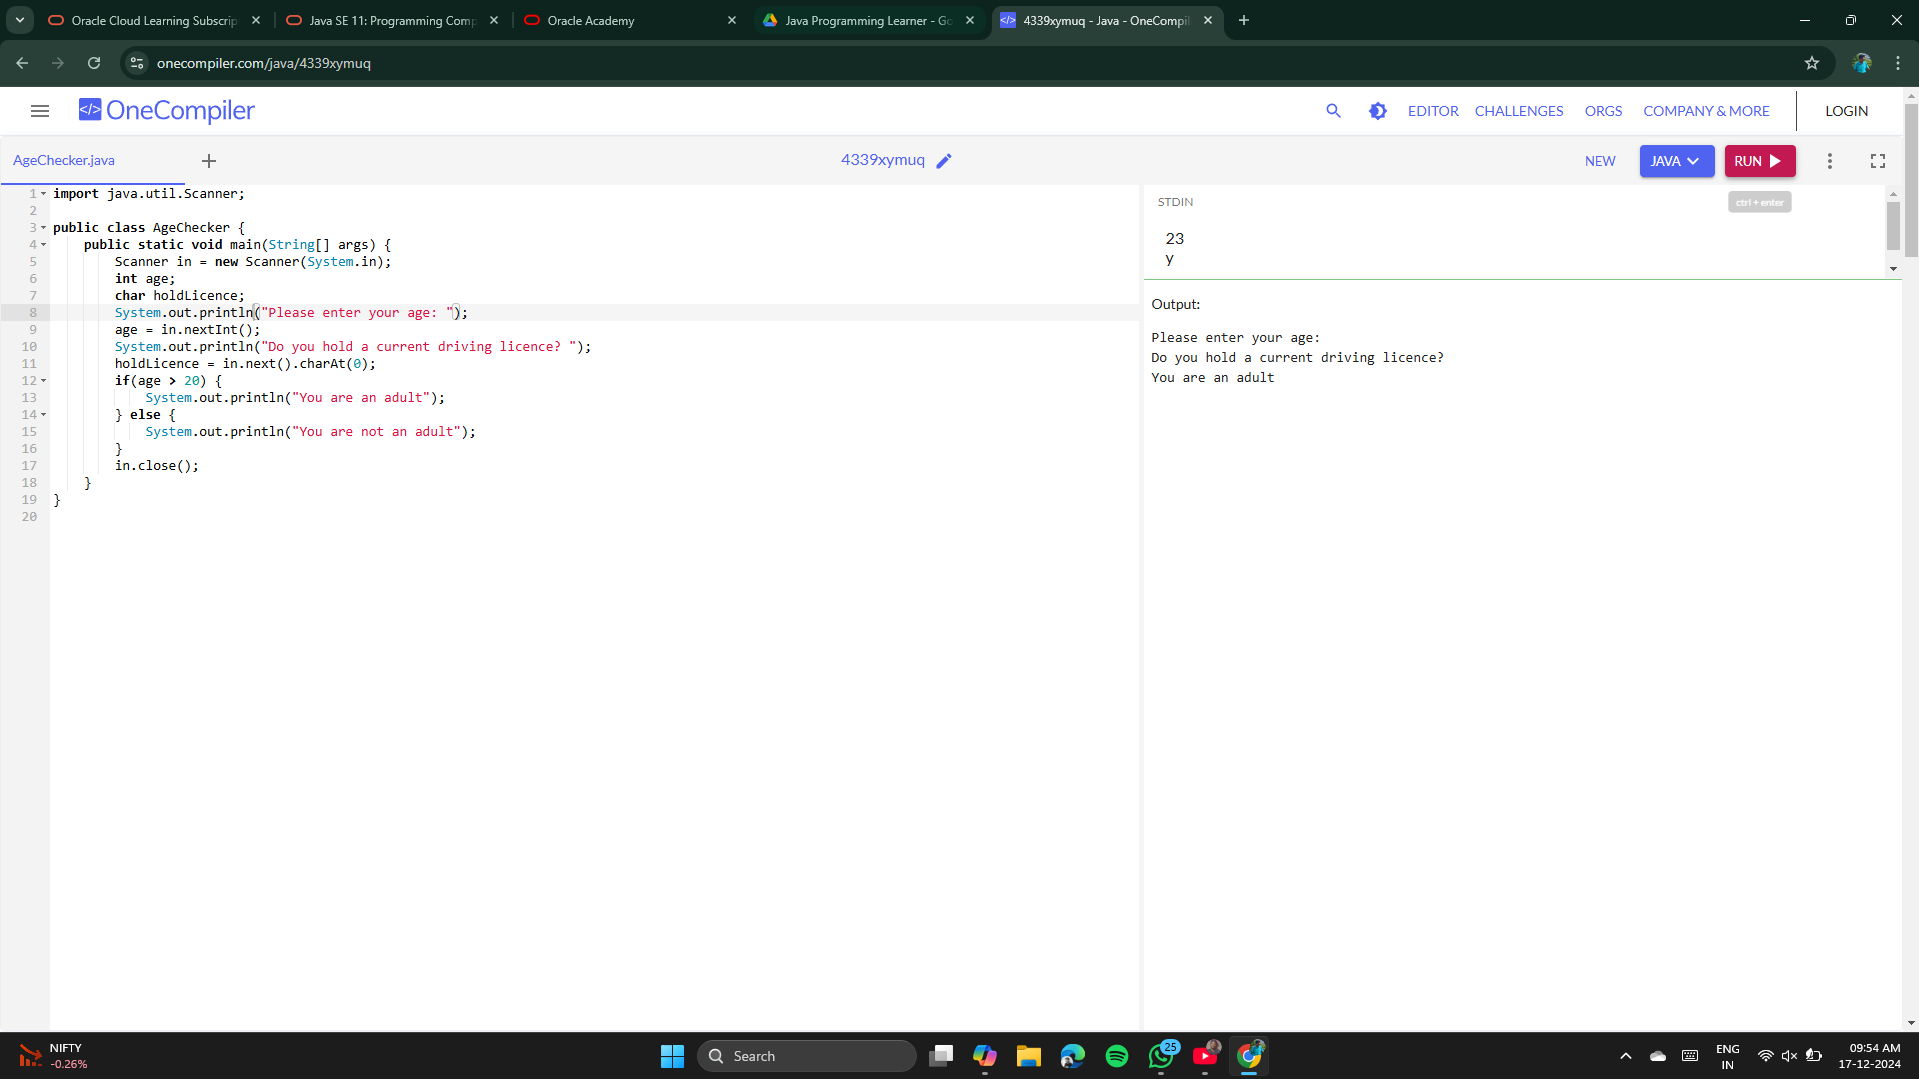 Oracle Cloud Learning Subscrip
Java SE 11: Programming Comp
Oracle Academy
Java Programming Learner - Go
4339xymuq - Java - OneCompil
onecompiler.com/java/4339xymuq
</> OneCompiler
EDITOR
CHALLENGES
ORGS
COMPANY & MORE
LOGIN
AgeChecker.java
4339xymuq
NEW
JAVA
RUN
ctrl + enter
1 import java.util.Scanner;
2
3 public class AgeChecker {
4 public static void main(String[] args) {
5 Scanner in = new Scanner(System.in);
6 int age;
7 char holdLicence;
8 System.out.println("Please enter your age: ");
9 age = in.nextInt();
10 System.out.println("Do you hold a current driving licence? ");
11 holdLicence = in.next().charAt(0);
12 if(age > 20) {
13 System.out.println("You are an adult");
14 } else {
15 System.out.println("You are not an adult");
16 }
17 in.close();
18 }
19 }
20
STDIN
23
y
Output:
Please enter your age:
Do you hold a current driving licence?
You are an adult
NIFTY
-0.26%
Search
25
ENG
IN
09:54 AM
17-12-2024